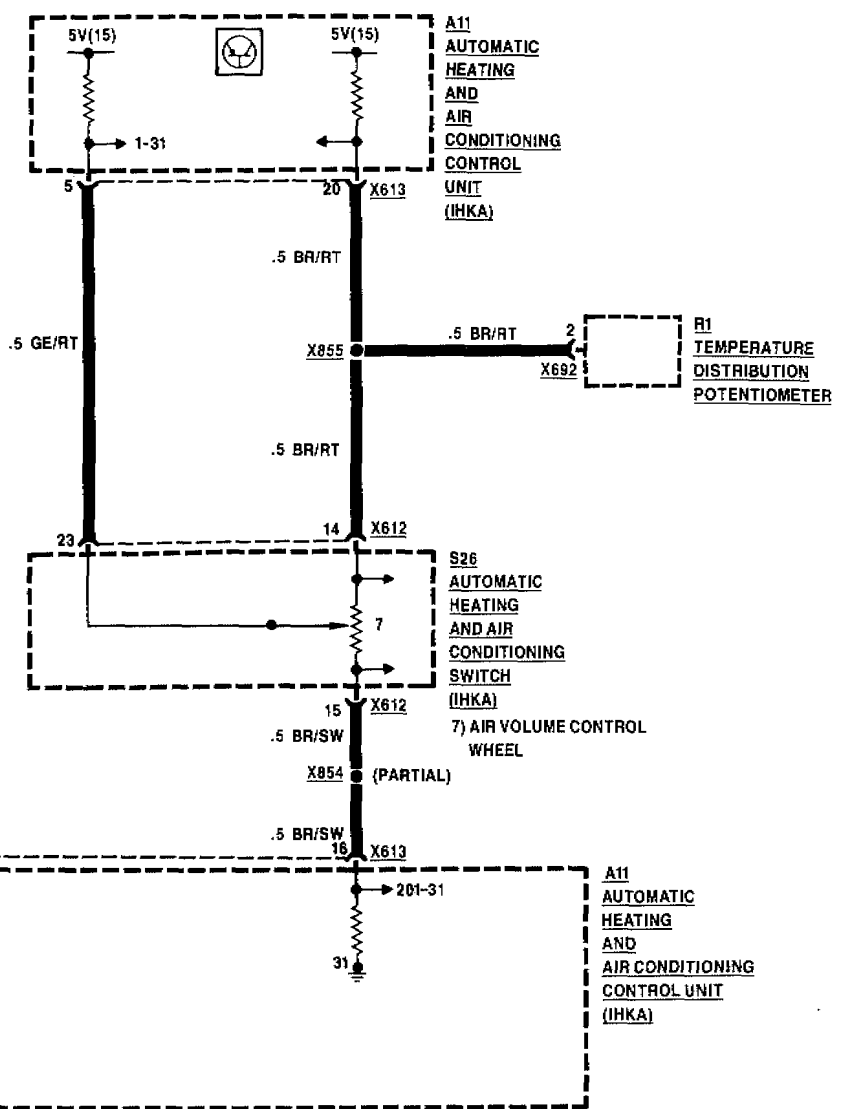 5V(15)
5V(15)
A11
AUTOMATIC
HEATING
AND
AIR
CONDITIONING
CONTROL
UNIT
(IHKA)
1-31
5
20
X613
.5 BR/RT
.5 GE/RT
X855
.5 BR/RT
2
X692
R1
TEMPERATURE
DISTRIBUTION
POTENTIOMETER
.5 BR/RT
23
14
X612
S26
AUTOMATIC
HEATING
AND AIR
CONDITIONING
SWITCH
(IHKA)
7
7) AIR VOLUME CONTROL
WHEEL
15
X612
.5 BR/SW
X854
(PARTIAL)
.5 BR/SW
16
X613
201-31
31
A11
AUTOMATIC
HEATING
AND
AIR CONDITIONING
CONTROL UNIT
(IHKA)